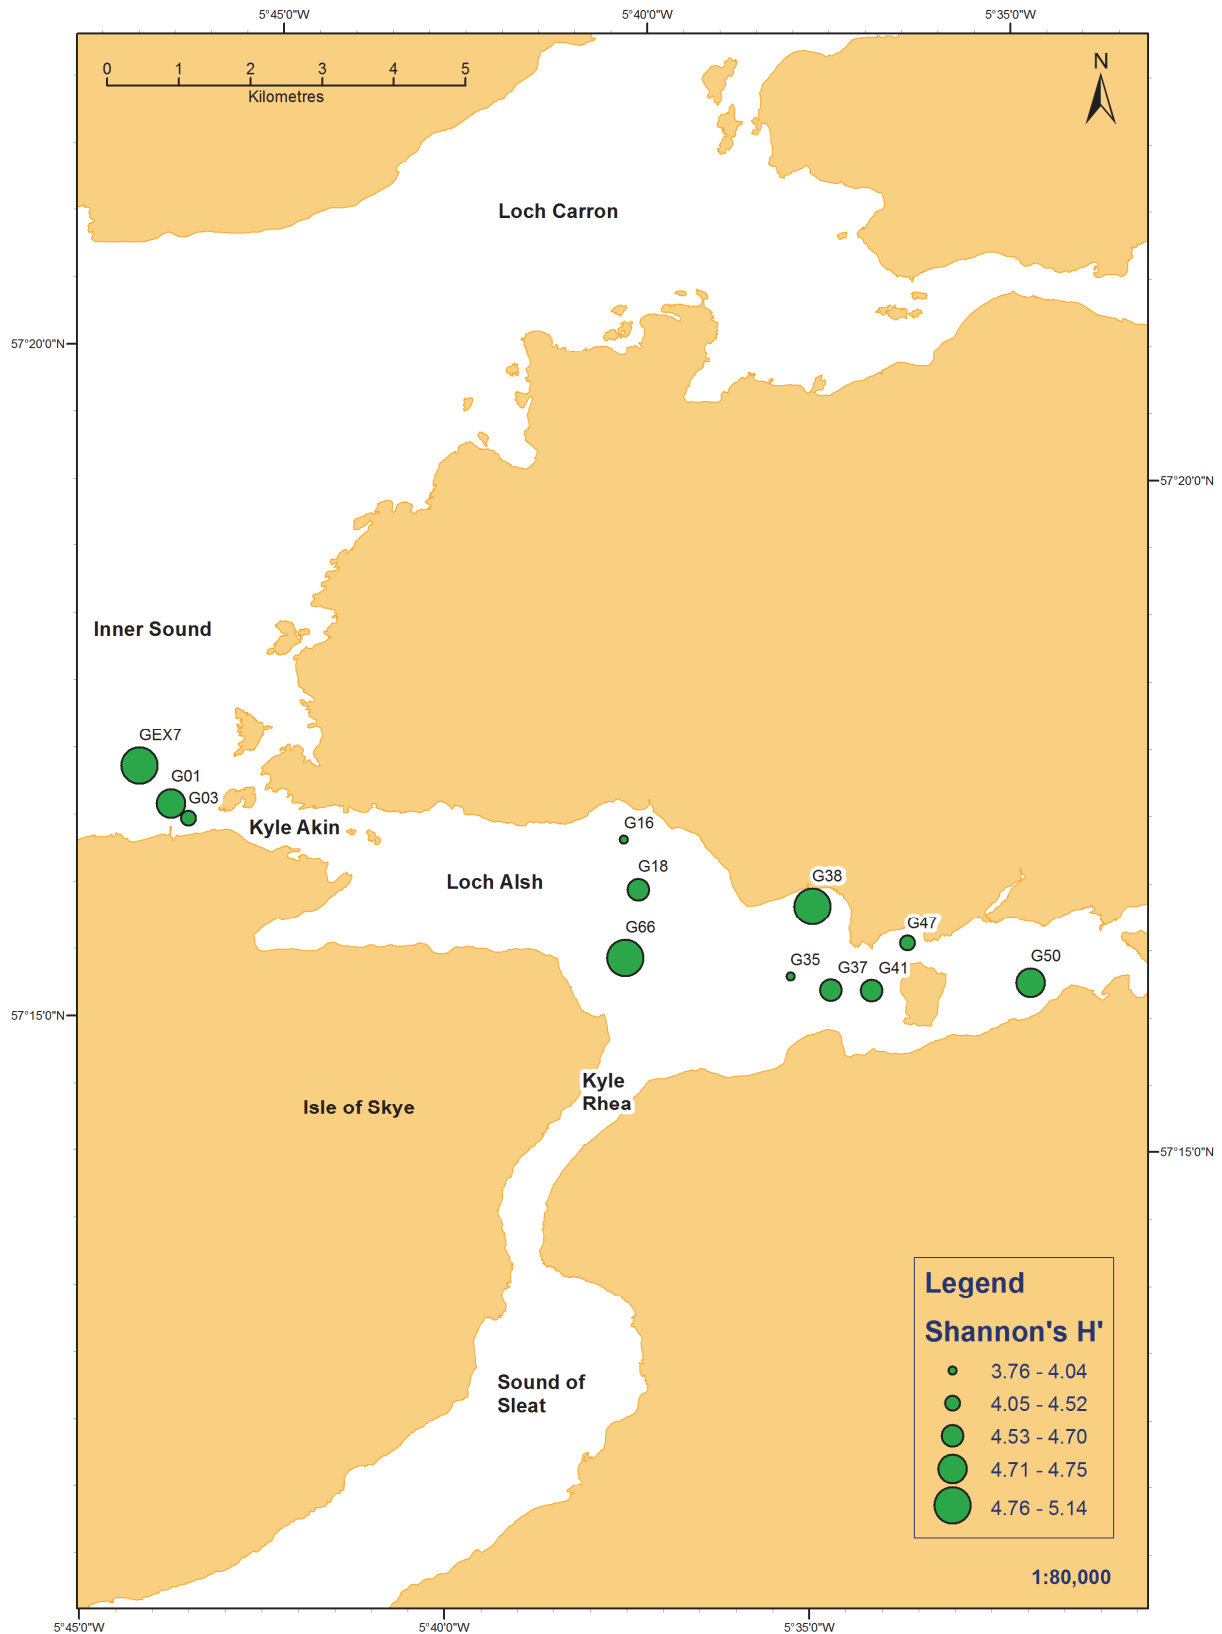 5°45'0"W
5°40'0"W
5°35'0"W
0 1 2 3 4 5
Kilometres
N
Loch Carron
57°20'0"N
57°20'0"N
Inner Sound
GEX7
G01
G03
Kyle Akin
G16
Loch Alsh
G18
G38
G66
G47
G35
G37
G41
G50
57°15'0"N
Kyle
Rhea
Isle of Skye
57°15'0"N
Legend
Shannon's H'
3.76 - 4.04
4.05 - 4.52
4.53 - 4.70
4.71 - 4.75
4.76 - 5.14
Sound of
Sleat
1:80,000
5°45'0"W
5°40'0"W
5°35'0"W